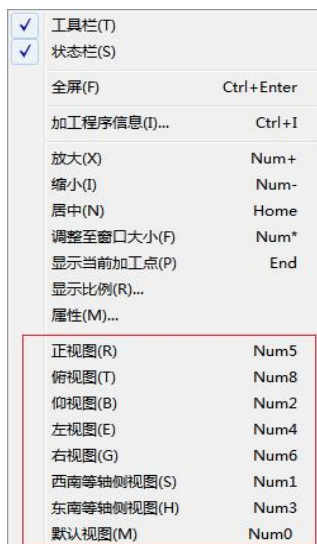 工具栏(T)
状态栏(S)
全屏(F) Ctrl+Enter
加工程序信息(I)... Ctrl+I
放大(X) Num+
缩小(I) Num-
居中(N) Home
调整至窗口大小(F) Num*
显示当前加工点(P) End
显示比例(R)...
属性(M)...
正视图(R) Num5
俯视图(T) Num8
仰视图(B) Num2
左视图(E) Num4
右视图(G) Num6
西南等轴侧视图(S) Num1
东南等轴侧视图(H) Num3
默认视图(M) Num0